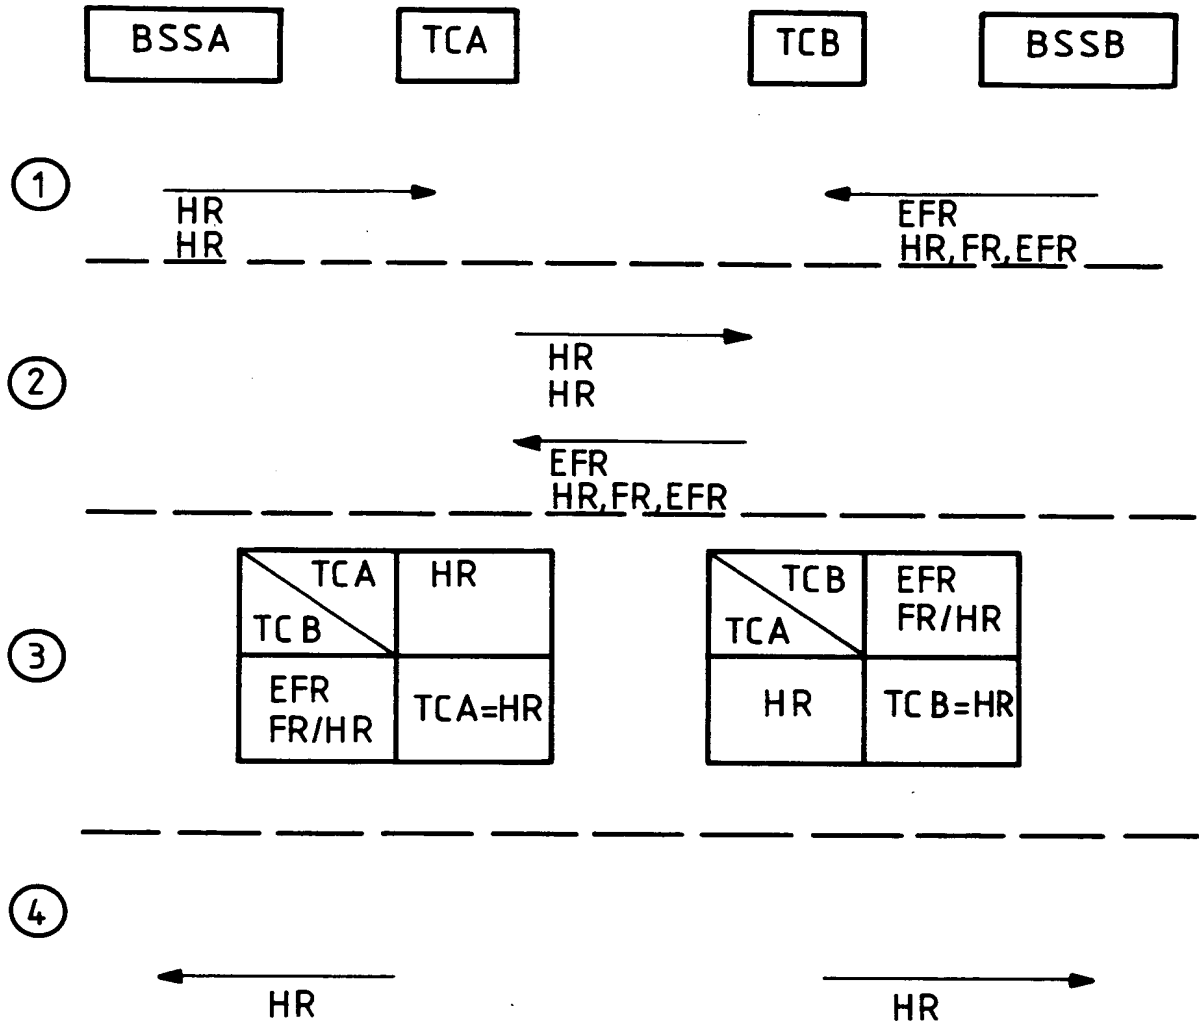 BSSA TCA TCB BSSB
1
HR
HR
EFR
HR,FR,EFR
2
HR
HR
EFR
HR,FR,EFR
3
TCA HR
TCB
EFR
FR/HR
TCA=HR
TCB EFR
FR/HR
TCA
HR TCB=HR
4
HR HR